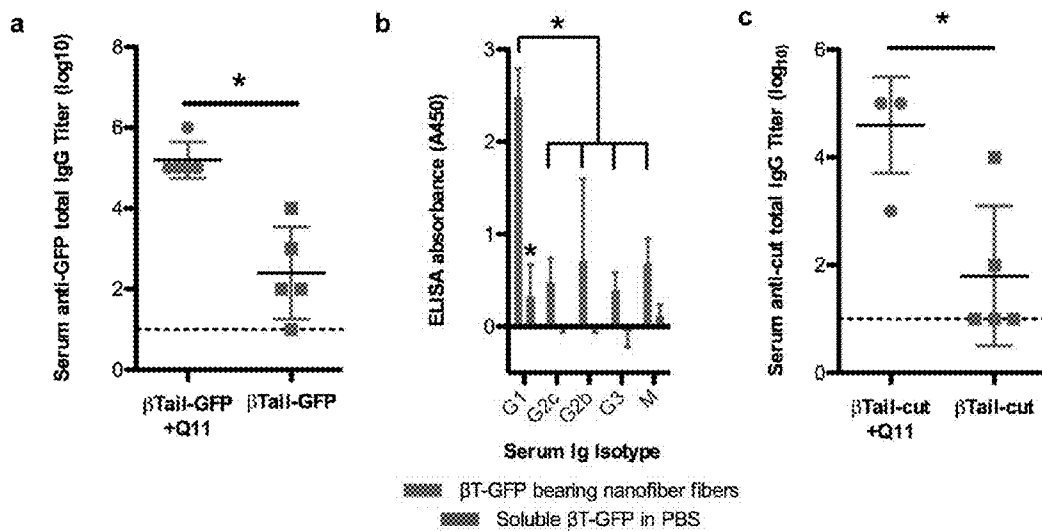 a
Serum anti-GFP total IgG Titer (log10)
8
6
4
2
0
*
βTail-GFP
+Q11
βTail-GFP
b
ELISA absorbance (A450)
3
2
1
0
*
*
G1
G2c
G2b
G3
M
Serum Ig Isotype
βT-GFP bearing nanofiber fibers
Soluble βT-GFP in PBS
c
Serum anti-cut total IgG Titer (log10)
6
4
2
0
*
βTail-cut
+Q11
βTail-cut